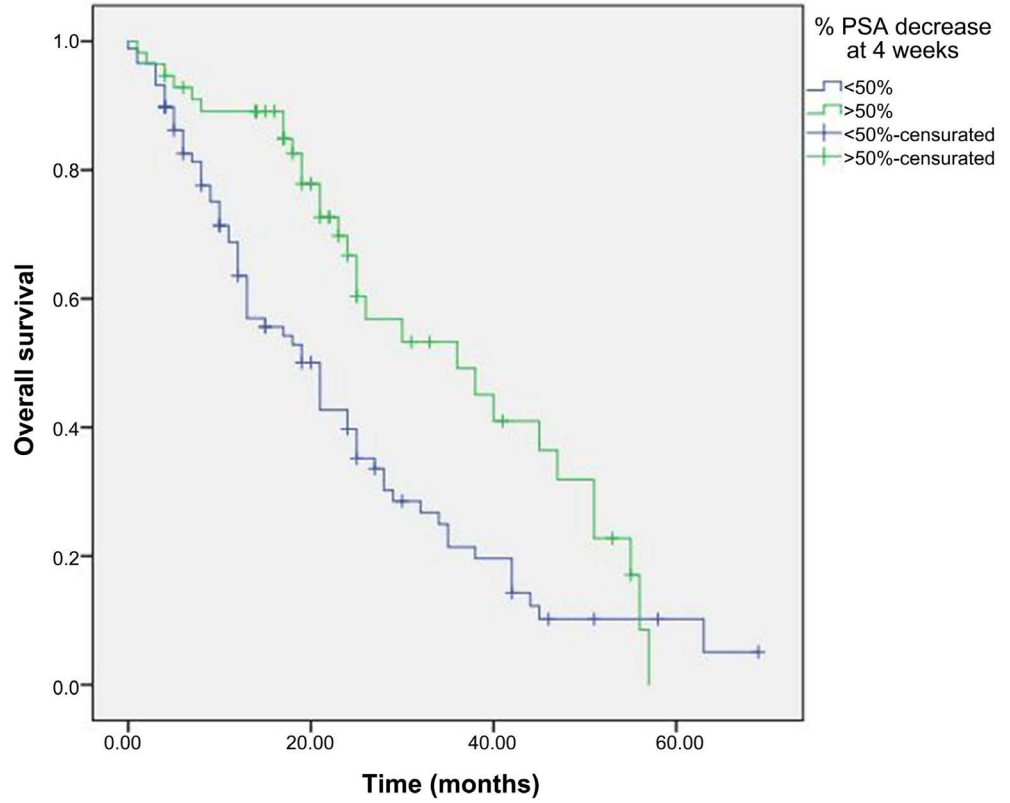 % PSA decrease
at 4 weeks
<50%
>50%
<50%-censurated
>50%-censurated
1.0
0.8
0.6
0.4
0.2
0.0
Overall survival
0.00 20.00 40.00 60.00
Time (months)